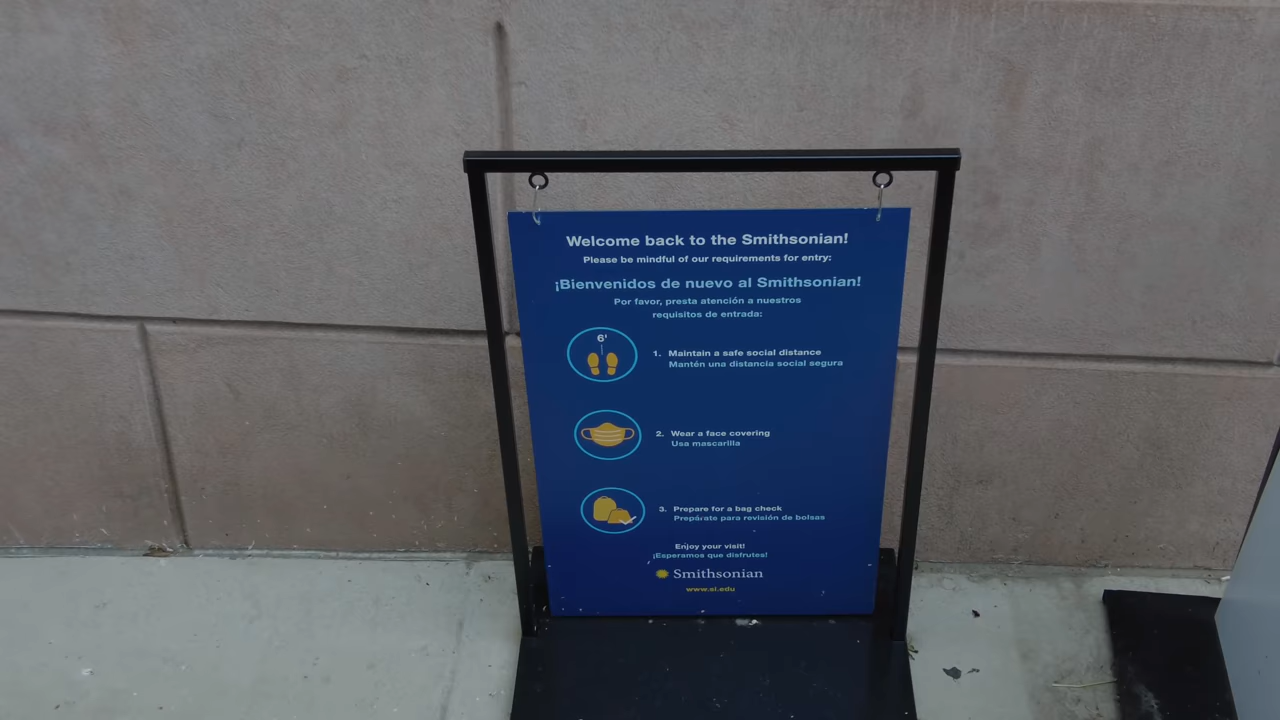 Welcome back to the Smithsonian!
Please be mindful of our requirements for entry:
¡Bienvenidos de nuevo al Smithsonian!
Por favor, presta atención a nuestros
requisitos de entrada:
6'
1. Maintain a safe social distance
Mantén una distancia social segura
2. Wear a face covering
Usa mascarilla
3. Prepare for a bag check
Prepárate para revisión de bolsas
Enjoy your visit!
¡Esperamos que disfrutes!
Smithsonian
www.si.edu